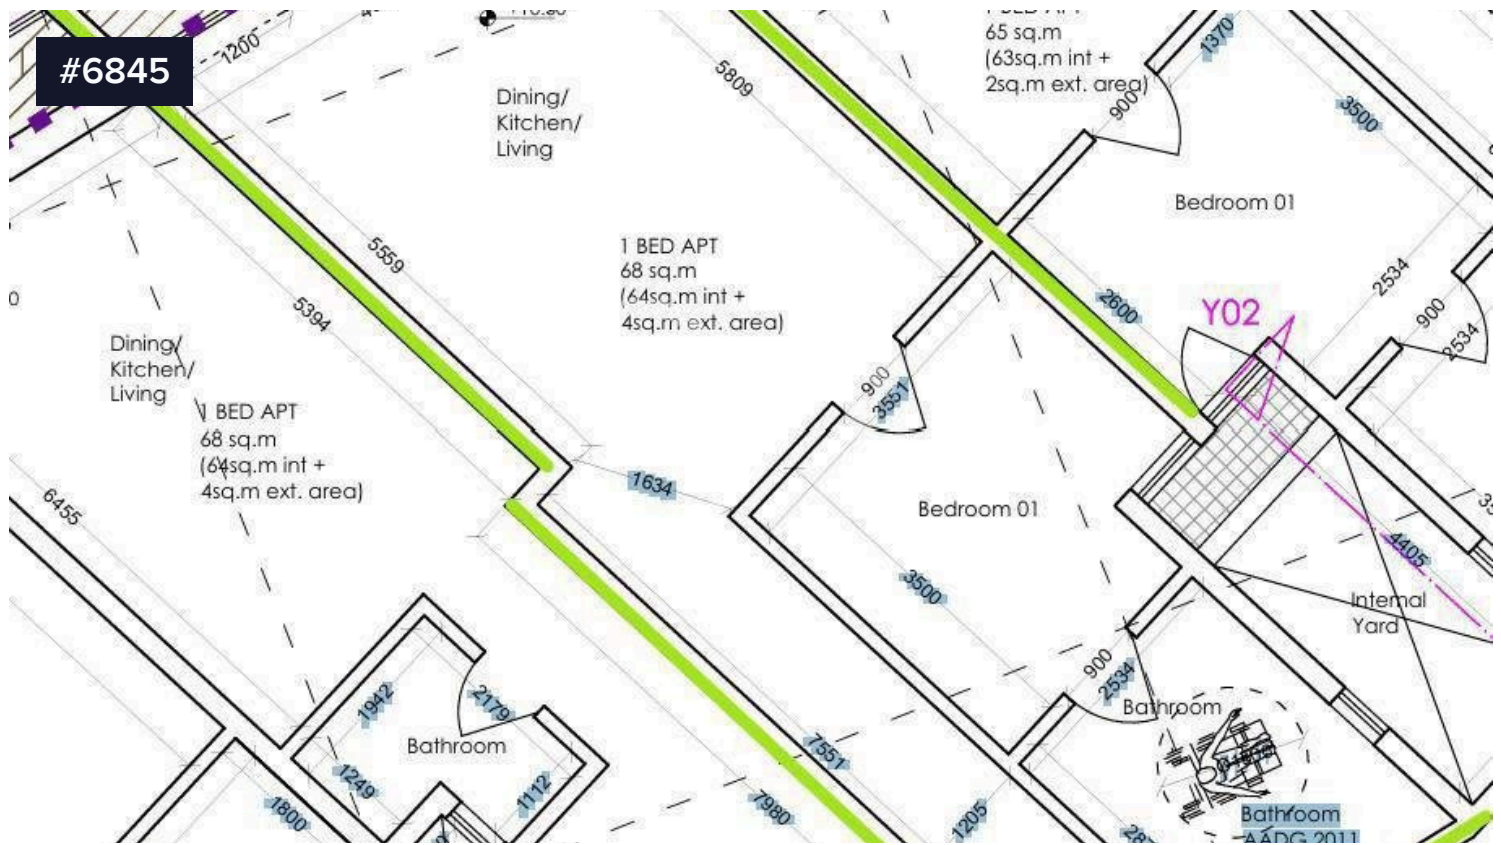 #6845
1200
5809
65 sq.m
(63sq.m int +
2sq.m ext. area)
1370
900
3500
Dining/
Kitchen/
Living
5559
5394
1 BED APT
68 sq.m
(64sq.m int +
4sq.m ext. area)
Bedroom 01
2534
2600
Y02
900
2534
Dining/
Kitchen/
Living
1 BED APT
68 sq.m
(64sq.m int +
4sq.m ext. area)
900
3551
6455
1634
Bedroom 01
3500
4405
Internal
Yard
900
2534
Bathroom
1942
2179
Bathroom
1249
1112
1800
7551
7980
1205
Bathroom
AADG 2011